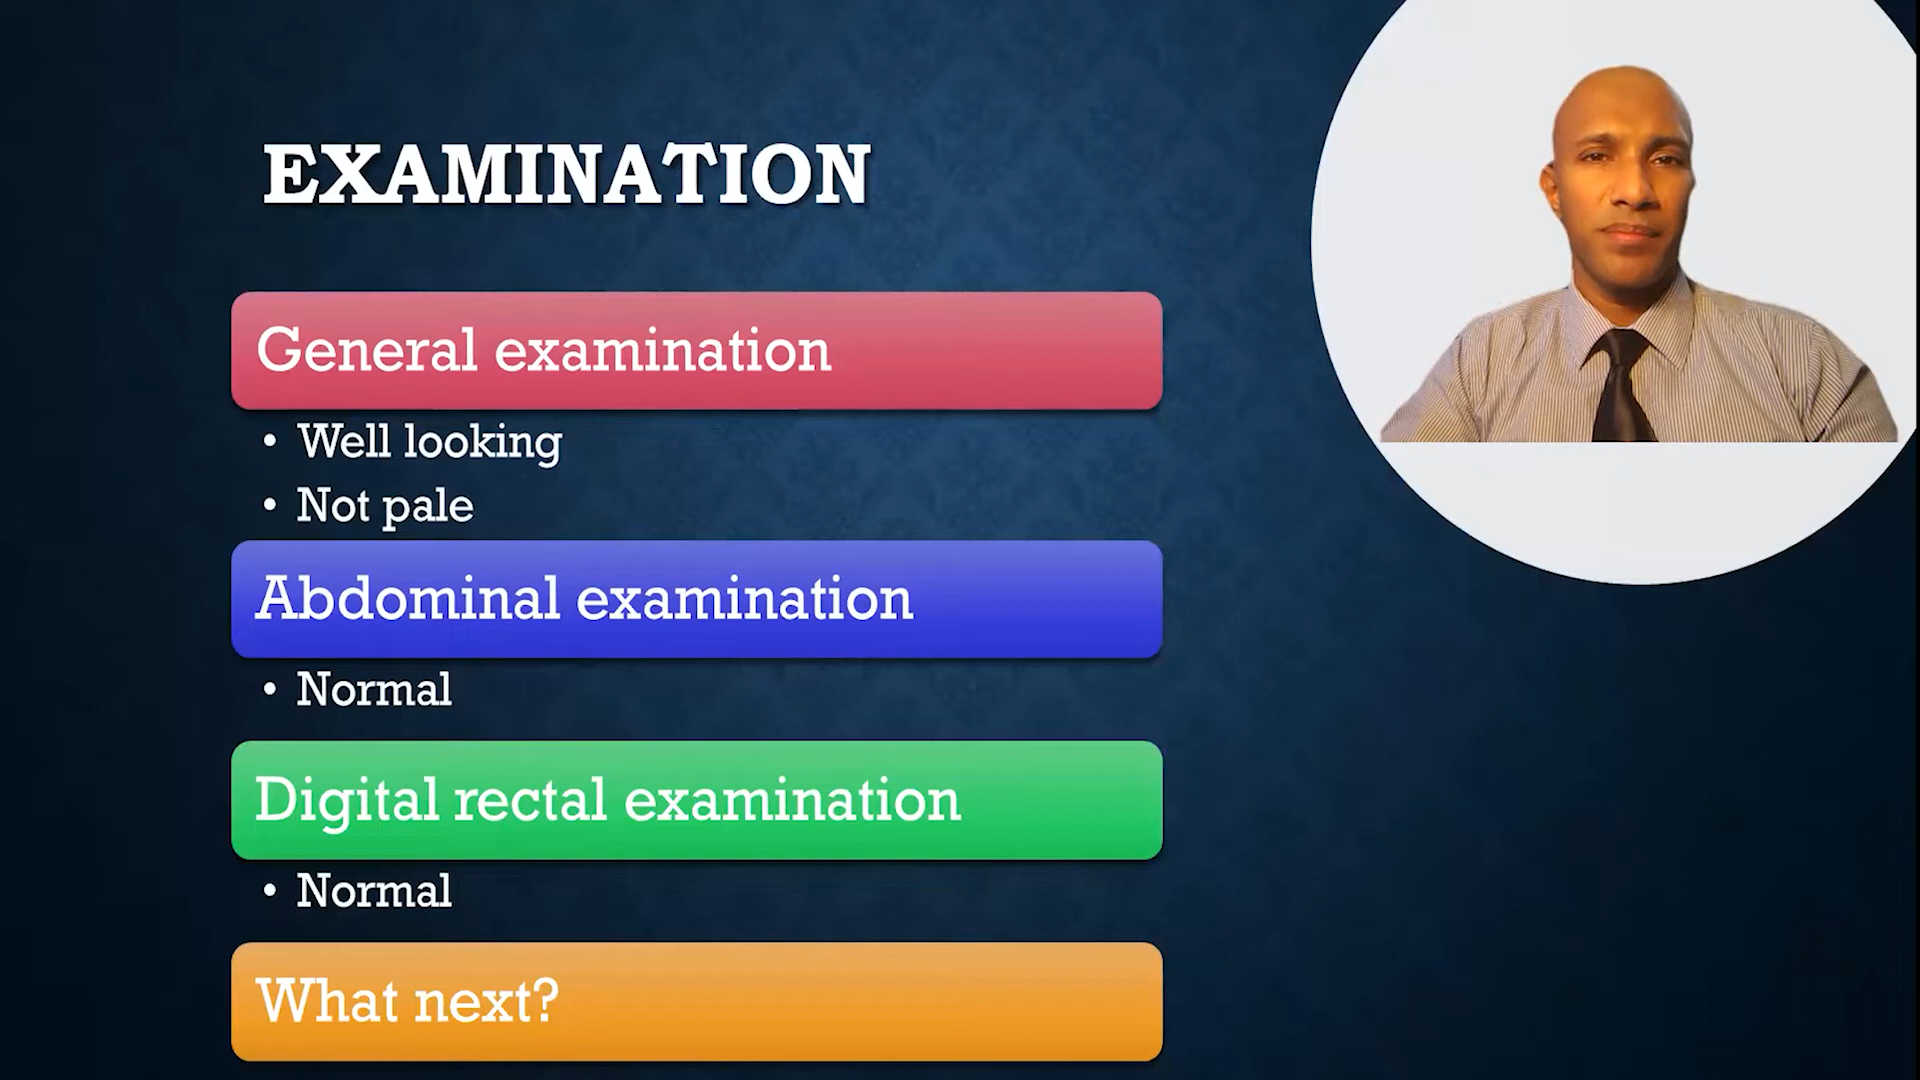 EXAMINATION
General examination
• Well looking
• Not pale
Abdominal examination
• Normal
Digital rectal examination
• Normal
What next?